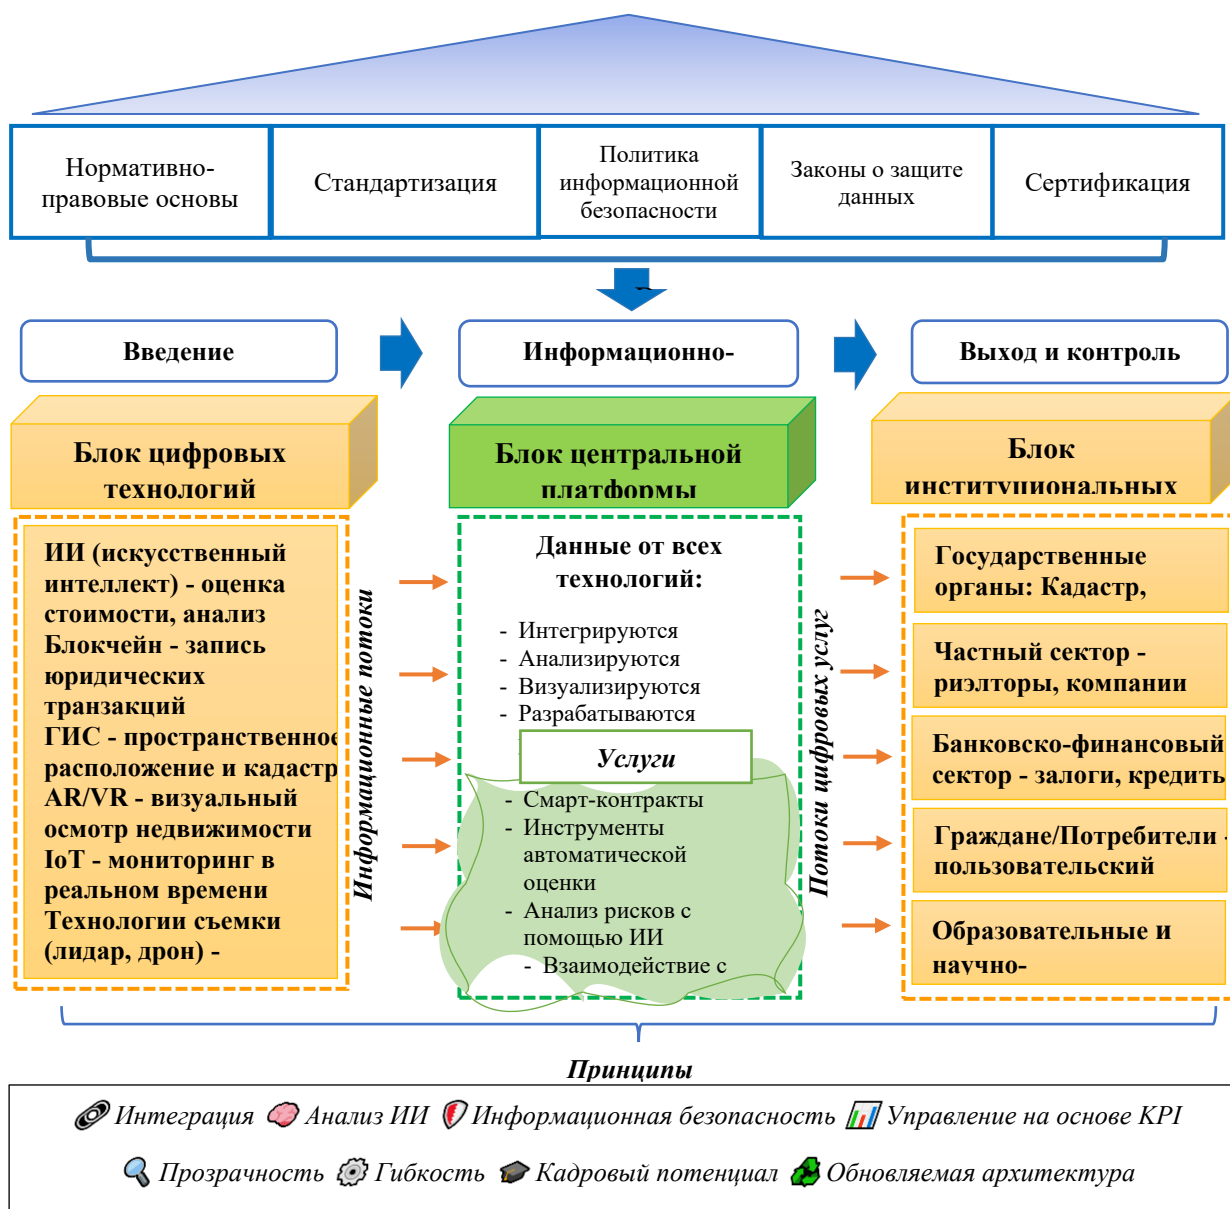 Нормативно-
правовые основы
Стандартизация
Политика
информационной
безопасности
Законы о защите
данных
Сертификация
Введение
Информационно-
Выход и контроль
Блок цифровых
технологий
Блок центральной
платформы
Блок
институциональных
ИИ (искусственный
интеллект) - оценка
стоимости, анализ
Блокчейн - запись
юридических
транзакций
ГИС - пространственное
расположение и кадастр
AR/VR - визуальный
осмотр недвижимости
IoT - мониторинг в
реальном времени
Технологии съемки
(лидар, дрон) -
Информационные потоки
Данные от всех
технологий:
- Интегрируются
- Анализируются
- Визуализируются
- Разрабатываются
Услуги
- Смарт-контракты
- Инструменты
автоматической
оценки
- Анализ рисков с
помощью ИИ
- Взаимодействие с
Потоки цифровых услуг
Государственные
органы: Кадастр,
Частный сектор -
риэлторы, компании
Банковско-финансовый
сектор - залоги, кредить
Граждане/Потребители -
пользовательский
Образовательные и
научно-
Принципы
Интеграция Анализ ИИ Информационная безопасность Управление на основе KPI
Прозрачность Гибкость Кадровый потенциал Обновляемая архитектура